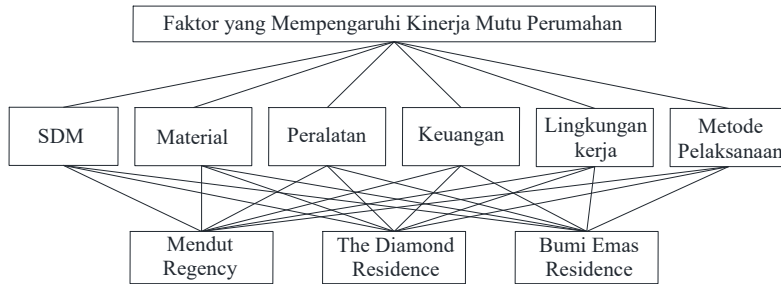 Faktor yang Mempengaruhi Kinerja Mutu Perumahan
SDM
Material
Peralatan
Keuangan
Lingkungan
kerja
Metode
Pelaksanaan
Mendut
Regency
The Diamond
Residence
Bumi Emas
Residence